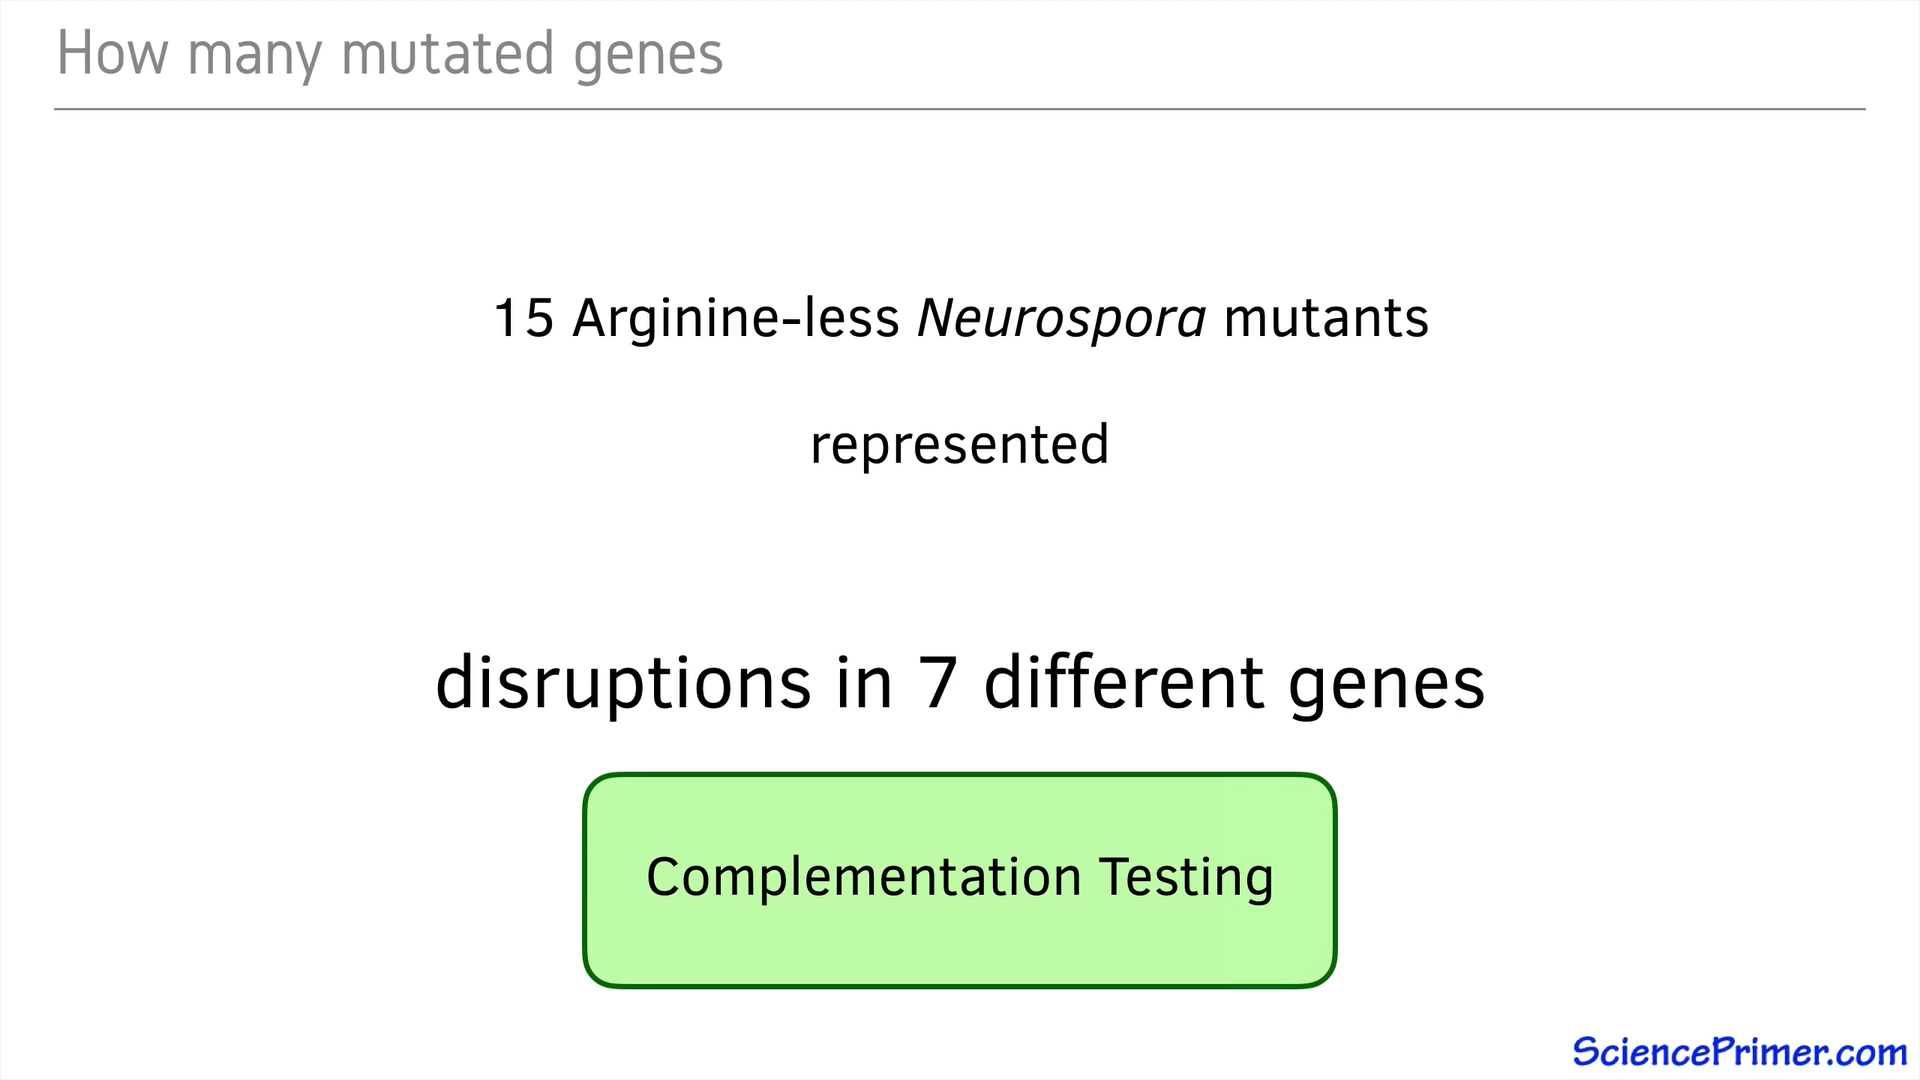 How many mutated genes
15 Arginine-less Neurospora mutants
represented
disruptions in 7 different genes
Complementation Testing
SciencePrimer.com